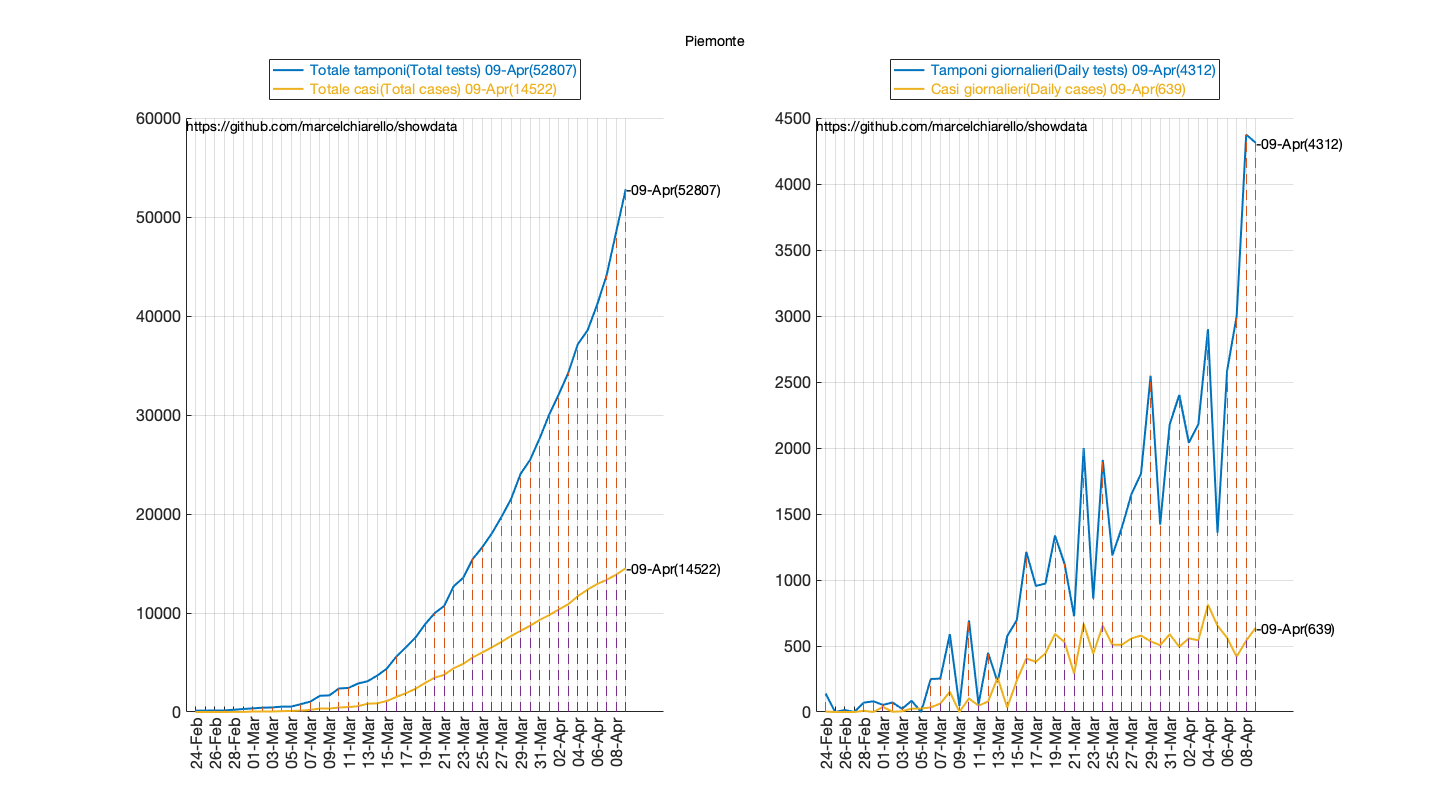 Piemonte
Totale tamponi(Total tests) 09-Apr(52807)
Totale casi(Total cases) 09-Apr(14522)
https://github.com/marcelchiarello/showdata
60000
50000
40000
30000
20000
10000
0
-09-Apr(52807)
-09-Apr(14522)
24-Feb
26-Feb
28-Feb
01-Mar
03-Mar
05-Mar
07-Mar
09-Mar
11-Mar
13-Mar
15-Mar
17-Mar
19-Mar
21-Mar
23-Mar
25-Mar
27-Mar
29-Mar
31-Mar
02-Apr
04-Apr
06-Apr
08-Apr
Tamponi giornalieri(Daily tests) 09-Apr(4312)
Casi giornalieri(Daily cases) 09-Apr(639)
https://github.com/marcelchiarello/showdata
4500
4000
3500
3000
2500
2000
1500
1000
500
0
-09-Apr(4312)
-09-Apr(639)
24-Feb
26-Feb
28-Feb
01-Mar
03-Mar
05-Mar
07-Mar
09-Mar
11-Mar
13-Mar
15-Mar
17-Mar
19-Mar
21-Mar
23-Mar
25-Mar
27-Mar
29-Mar
31-Mar
02-Apr
04-Apr
06-Apr
08-Apr